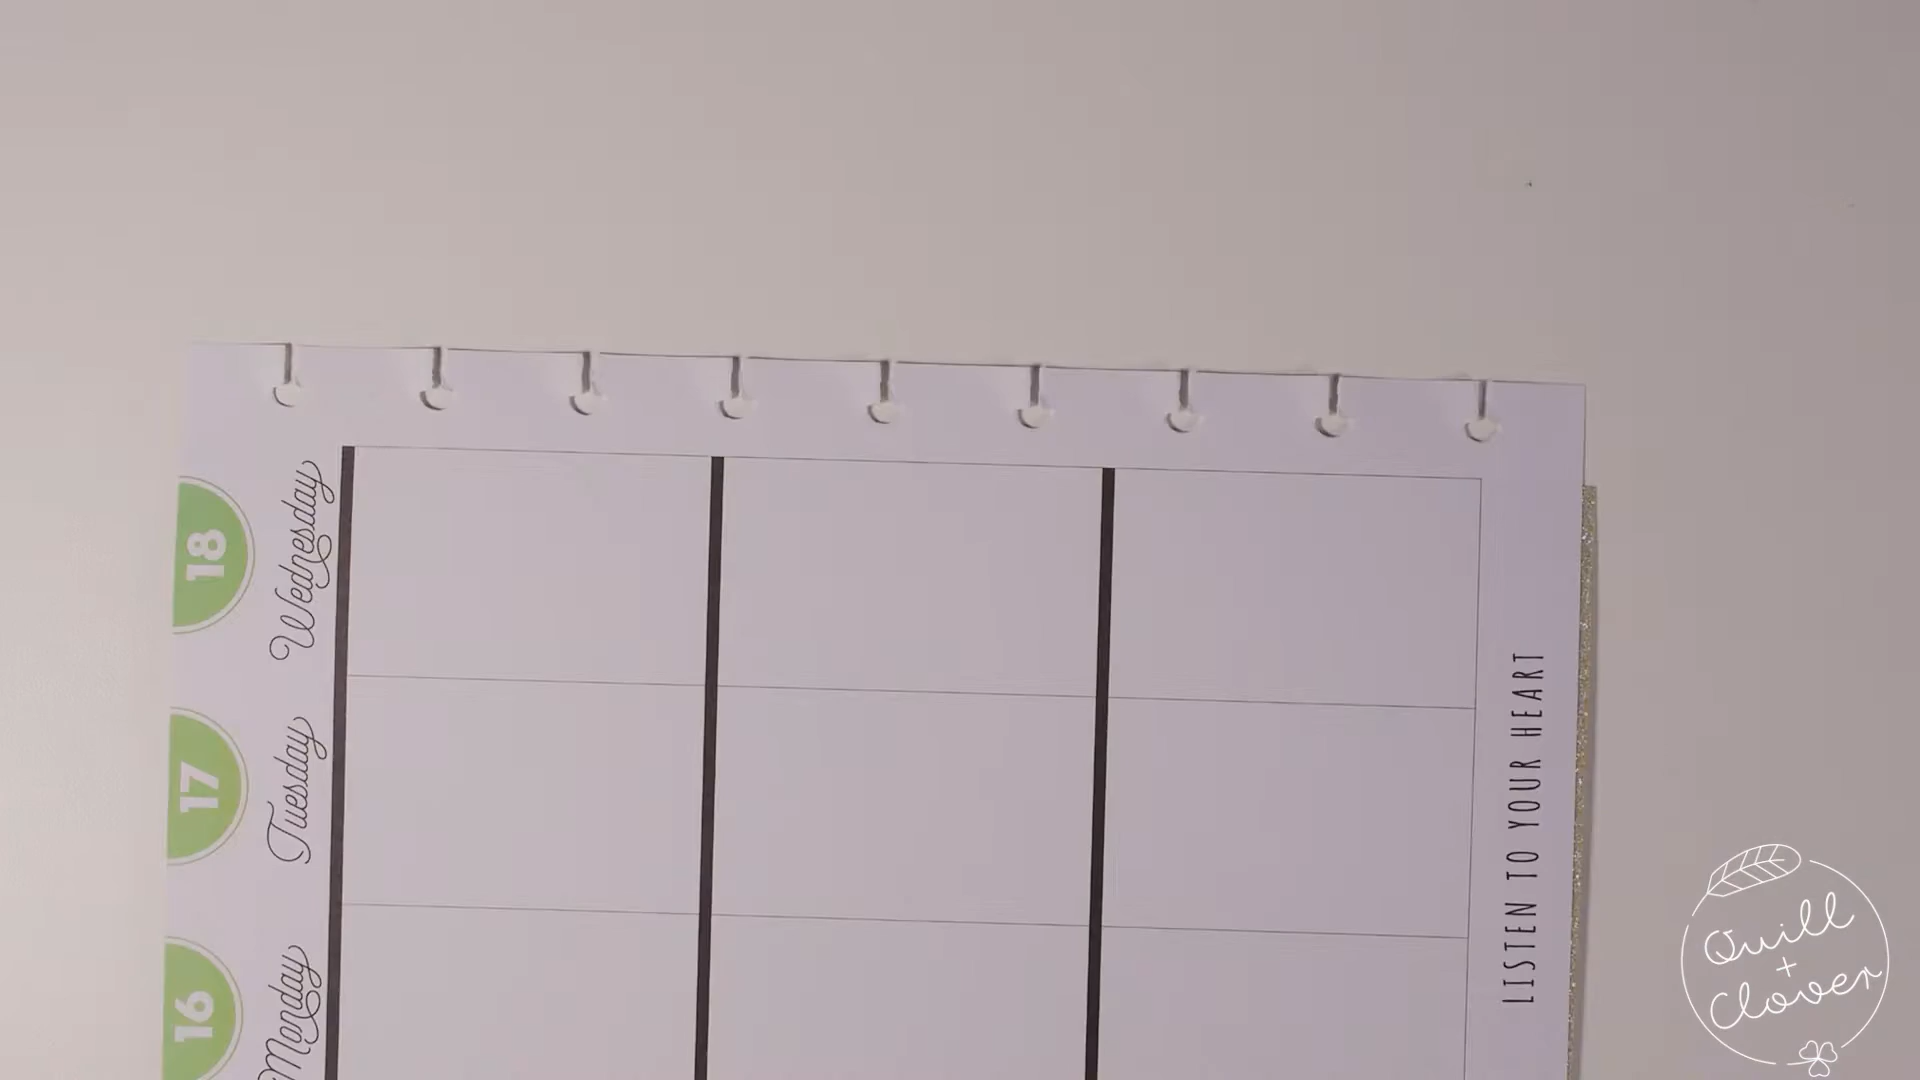 16
Monday
17
Tuesday
18
Wednesday
LISTEN TO YOUR HEART
Quill
+
Clover